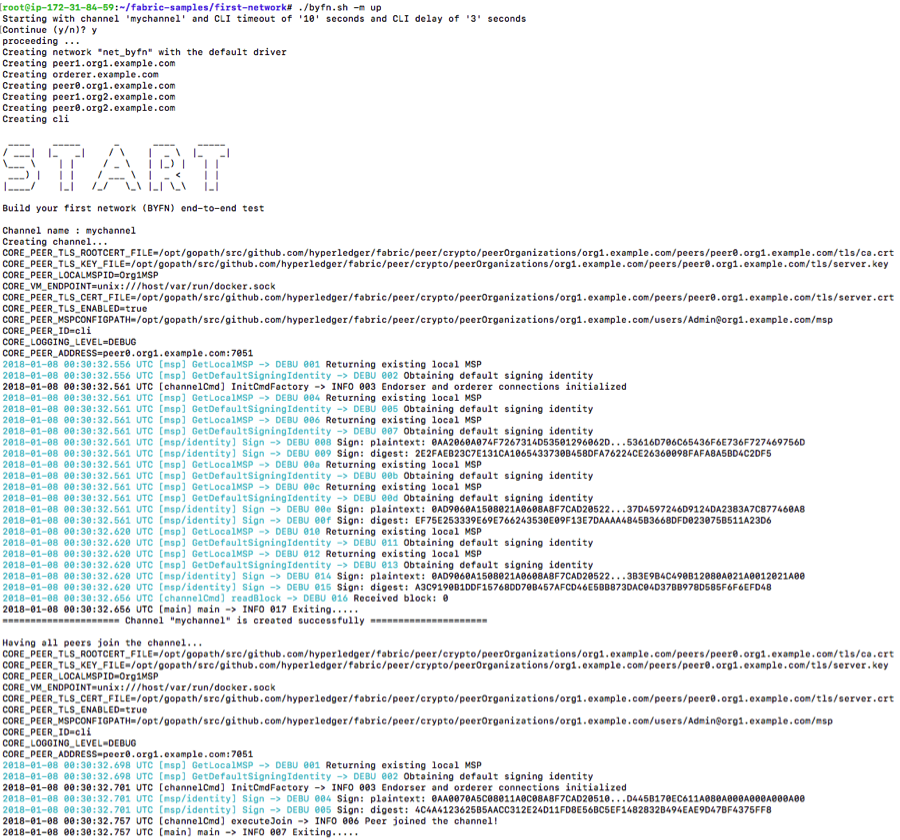 [root@ip-172-31-84-59:~/fabric-samples/first-network# ./byfn.sh -m up
Starting with channel 'mychannel' and CLI timeout of '10' seconds and CLI delay of '3' seconds
[Continue (y/n)? y
proceeding ...
Creating network "net_byfn" with the default driver
Creating peer1.org1.example.com
Creating orderer.example.com
Creating peer0.org1.example.com
Creating peer1.org2.example.com
Creating peer0.org2.example.com
Creating cli
START
Build your first network (BYFN) end-to-end test
Channel name : mychannel
Creating channel...
CORE_PEER_TLS_ROOTCERT_FILE=/opt/gopath/src/github.com/hyperledger/fabric/peer/crypto/peerOrganizations/org1.example.com/peers/peer0.org1.example.com/tls/ca.crt
CORE_PEER_TLS_KEY_FILE=/opt/gopath/src/github.com/hyperledger/fabric/peer/crypto/peerOrganizations/org1.example.com/peers/peer0.org1.example.com/tls/server.key
CORE_PEER_LOCALMSPID=Org1MSP
CORE_VM_ENDPOINT=unix:///host/var/run/docker.sock
CORE_PEER_TLS_CERT_FILE=/opt/gopath/src/github.com/hyperledger/fabric/peer/crypto/peerOrganizations/org1.example.com/peers/peer0.org1.example.com/tls/server.crt
CORE_PEER_TLS_ENABLED=true
CORE_PEER_MSPCONFIGPATH=/opt/gopath/src/github.com/hyperledger/fabric/peer/crypto/peerOrganizations/org1.example.com/users/Admin@org1.example.com/msp
CORE_PEER_ID=cli
CORE_LOGGING_LEVEL=DEBUG
CORE_PEER_ADDRESS=peer0.org1.example.com:7051
2018-01-08 00:30:32.556 UTC [msp] GetLocalMSP -> DEBU 001 Returning existing local MSP
2018-01-08 00:30:32.556 UTC [msp] GetDefaultSigningIdentity -> DEBU 002 Obtaining default signing identity
2018-01-08 00:30:32.561 UTC [channelCmd] InitCmdFactory -> INFO 003 Endorser and orderer connections initialized
2018-01-08 00:30:32.561 UTC [msp] GetLocalMSP -> DEBU 004 Returning existing local MSP
2018-01-08 00:30:32.561 UTC [msp] GetDefaultSigningIdentity -> DEBU 005 Obtaining default signing identity
2018-01-08 00:30:32.561 UTC [msp] GetLocalMSP -> DEBU 006 Returning existing local MSP
2018-01-08 00:30:32.561 UTC [msp] GetDefaultSigningIdentity -> DEBU 007 Obtaining default signing identity
2018-01-08 00:30:32.561 UTC [msp/identity] Sign -> DEBU 008 Sign: plaintext: 0AA2060A074F7267314D53501296062D...53616D706C65436F6E736F727469756D
2018-01-08 00:30:32.561 UTC [msp/identity] Sign -> DEBU 009 Sign: digest: 2E2FAEB23C7E131CA1065433730B458DFA76224CE26360098FAFA8A5BD4C2DF5
2018-01-08 00:30:32.561 UTC [msp] GetLocalMSP -> DEBU 00a Returning existing local MSP
2018-01-08 00:30:32.561 UTC [msp] GetDefaultSigningIdentity -> DEBU 00b Obtaining default signing identity
2018-01-08 00:30:32.561 UTC [msp] GetLocalMSP -> DEBU 00c Returning existing local MSP
2018-01-08 00:30:32.561 UTC [msp] GetDefaultSigningIdentity -> DEBU 00d Obtaining default signing identity
2018-01-08 00:30:32.561 UTC [msp/identity] Sign -> DEBU 00e Sign: plaintext: 0AD9060A1508021A0608A8F7CAD20522...37D4597246D9124DA2383A7C877460A8
2018-01-08 00:30:32.561 UTC [msp/identity] Sign -> DEBU 00f Sign: digest: EF75E253339E69E766243530E09F13E7DAAAA4845B3668DFD023075B511A23D6
2018-01-08 00:30:32.620 UTC [msp] GetLocalMSP -> DEBU 010 Returning existing local MSP
2018-01-08 00:30:32.620 UTC [msp] GetDefaultSigningIdentity -> DEBU 011 Obtaining default signing identity
2018-01-08 00:30:32.620 UTC [msp] GetLocalMSP -> DEBU 012 Returning existing local MSP
2018-01-08 00:30:32.620 UTC [msp] GetDefaultSigningIdentity -> DEBU 013 Obtaining default signing identity
2018-01-08 00:30:32.620 UTC [msp/identity] Sign -> DEBU 014 Sign: plaintext: 0AD9060A1508021A0608A8F7CAD20522...3B3E9B4C490B12080A021A0012021A00
2018-01-08 00:30:32.620 UTC [msp/identity] Sign -> DEBU 015 Sign: digest: A3C9190B1DDF15768DD70B457AFCD46E5BB873DAC04D37BB97BD585F6F6EFD48
2018-01-08 00:30:32.656 UTC [channelCmd] readBlock -> DEBU 016 Received block: 0
2018-01-08 00:30:32.656 UTC [main] main -> INFO 017 Exiting.....
===================== Channel "mychannel" is created successfully =====================
Having all peers join the channel...
CORE_PEER_TLS_ROOTCERT_FILE=/opt/gopath/src/github.com/hyperledger/fabric/peer/crypto/peerOrganizations/org1.example.com/peers/peer0.org1.example.com/tls/ca.crt
CORE_PEER_TLS_KEY_FILE=/opt/gopath/src/github.com/hyperledger/fabric/peer/crypto/peerOrganizations/org1.example.com/peers/peer0.org1.example.com/tls/server.key
CORE_PEER_LOCALMSPID=Org1MSP
CORE_VM_ENDPOINT=unix:///host/var/run/docker.sock
CORE_PEER_TLS_CERT_FILE=/opt/gopath/src/github.com/hyperledger/fabric/peer/crypto/peerOrganizations/org1.example.com/peers/peer0.org1.example.com/tls/server.crt
CORE_PEER_TLS_ENABLED=true
CORE_PEER_MSPCONFIGPATH=/opt/gopath/src/github.com/hyperledger/fabric/peer/crypto/peerOrganizations/org1.example.com/users/Admin@org1.example.com/msp
CORE_PEER_ID=cli
CORE_LOGGING_LEVEL=DEBUG
CORE_PEER_ADDRESS=peer0.org1.example.com:7051
2018-01-08 00:30:32.698 UTC [msp] GetLocalMSP -> DEBU 001 Returning existing local MSP
2018-01-08 00:30:32.698 UTC [msp] GetDefaultSigningIdentity -> DEBU 002 Obtaining default signing identity
2018-01-08 00:30:32.701 UTC [channelCmd] InitCmdFactory -> INFO 003 Endorser and orderer connections initialized
2018-01-08 00:30:32.701 UTC [msp/identity] Sign -> DEBU 004 Sign: plaintext: 0AA0070A5C08011A0C08A8F7CAD20510...D445B170EC611A080A000A000A000A00
2018-01-08 00:30:32.701 UTC [msp/identity] Sign -> DEBU 005 Sign: digest: 4C4A4123625B5AACC312E24D11FD8E56BC5EF1482832B494EAE9D47BF4375FF8
2018-01-08 00:30:32.757 UTC [channelCmd] executeJoin -> INFO 006 Peer joined the channel!
2018-01-08 00:30:32.757 UTC [main] main -> INFO 007 Exiting.....